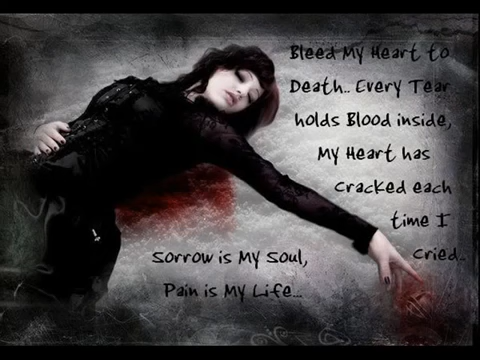 Bleed My Heart to
Death.. Every Tear
holds Blood inside,
My Heart has
cracked each
time I
cried..
Sorrow is My Soul,
Pain is My Life...